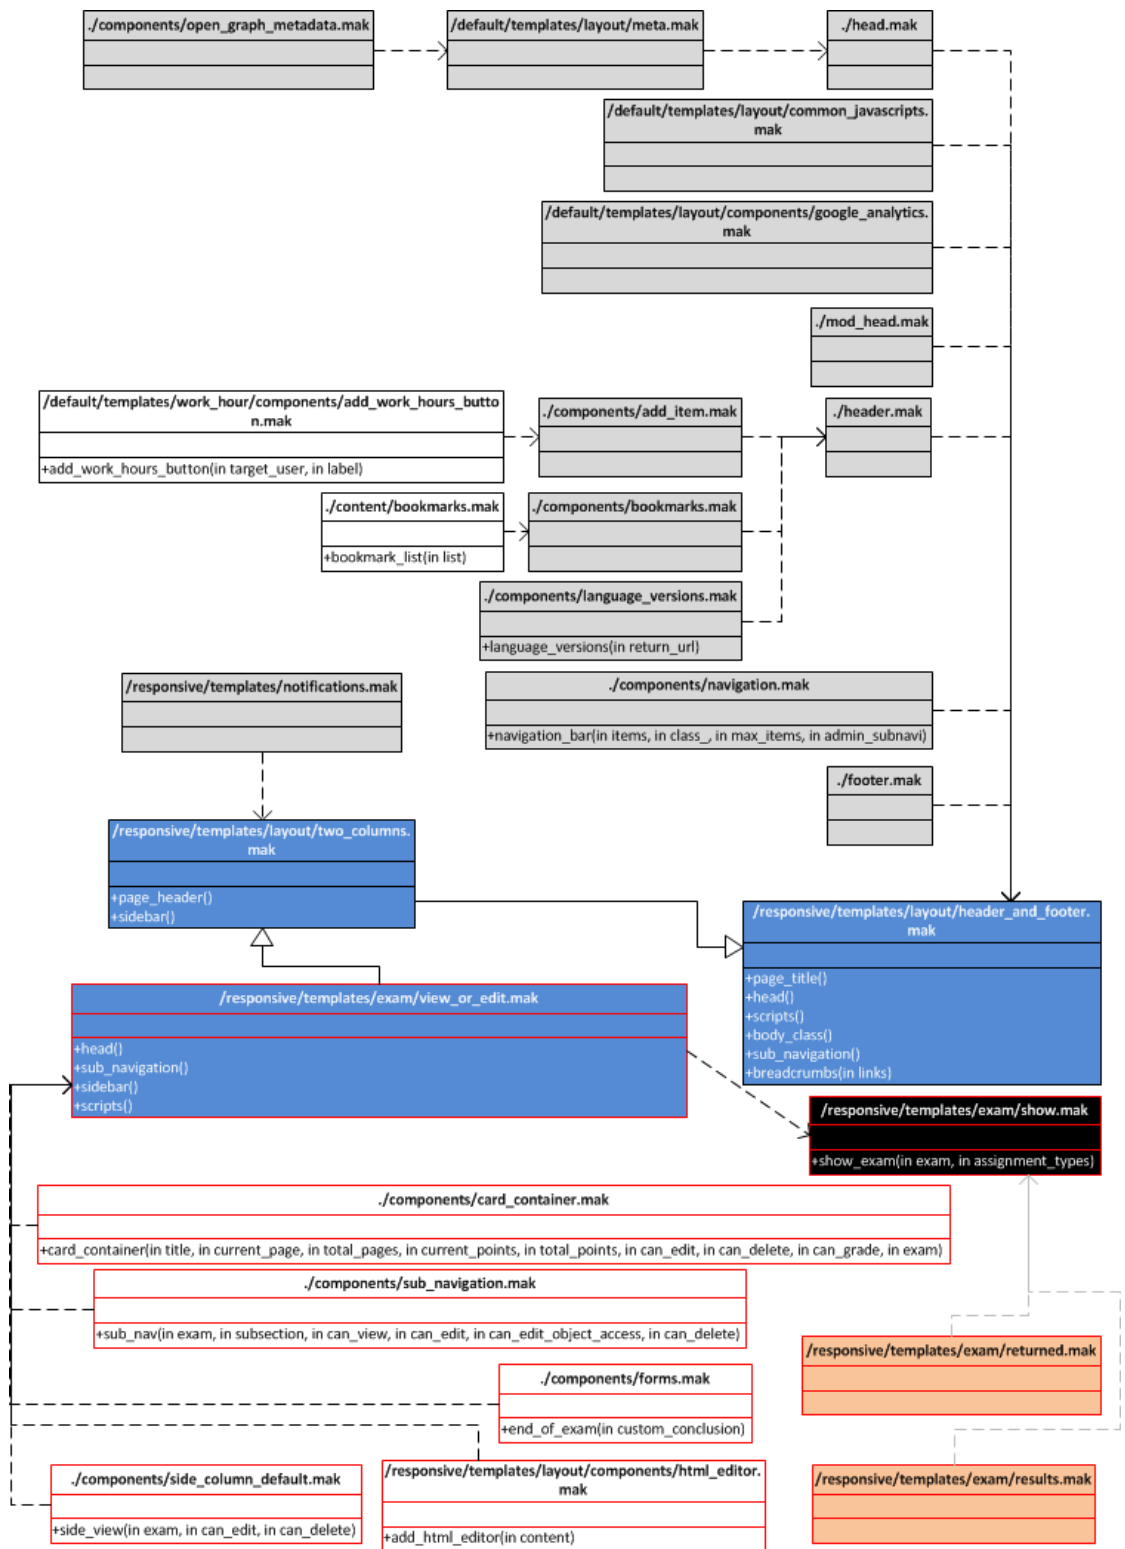 ./components/open_graph_metadata.mak
/default/templates/layout/meta.mak
./head.mak
/default/templates/layout/common_javascripts.
mak
/default/templates/layout/components/google_analytics.
mak
./mod_head.mak
/default/templates/work_hour/components/add_work_hours_butto
n.mak
+add_work_hours_button(in target_user, in label)
./components/add_item.mak
./header.mak
./content/bookmarks.mak
+bookmark_list(in list)
./components/bookmarks.mak
./components/language_versions.mak
+language_versions(in return_url)
/responsive/templates/notifications.mak
./components/navigation.mak
+navigation_bar(in items, in class_, in max_items, in admin_subnavi)
./footer.mak
/responsive/templates/layout/two_columns.
mak
+page_header()
+sidebar()
/responsive/templates/layout/header_and_footer.
mak
+page_title()
+head()
+scripts()
+body_class()
+sub_navigation()
+breadcrumbs(in links)
/responsive/templates/exam/view_or_edit.mak
+head()
+sub_navigation()
+sidebar()
+scripts()
/responsive/templates/exam/show.mak
+show_exam(in exam, in assignment_types)
./components/card_container.mak
+card_container(in title, in current_page, in total_pages, in current_points, in total_points, in can_edit, in can_delete, in can_grade, in exam)
./components/sub_navigation.mak
+sub_nav(in exam, in subsection, in can_view, in can_edit, in can_edit_object_access, in can_delete)
/responsive/templates/exam/returned.mak
./components/forms.mak
+end_of_exam(in custom_conclusion)
./components/side_column_default.mak
+side_view(in exam, in can_edit, in can_delete)
/responsive/templates/layout/components/html_editor.
mak
+add_html_editor(in content)
/responsive/templates/exam/results.mak